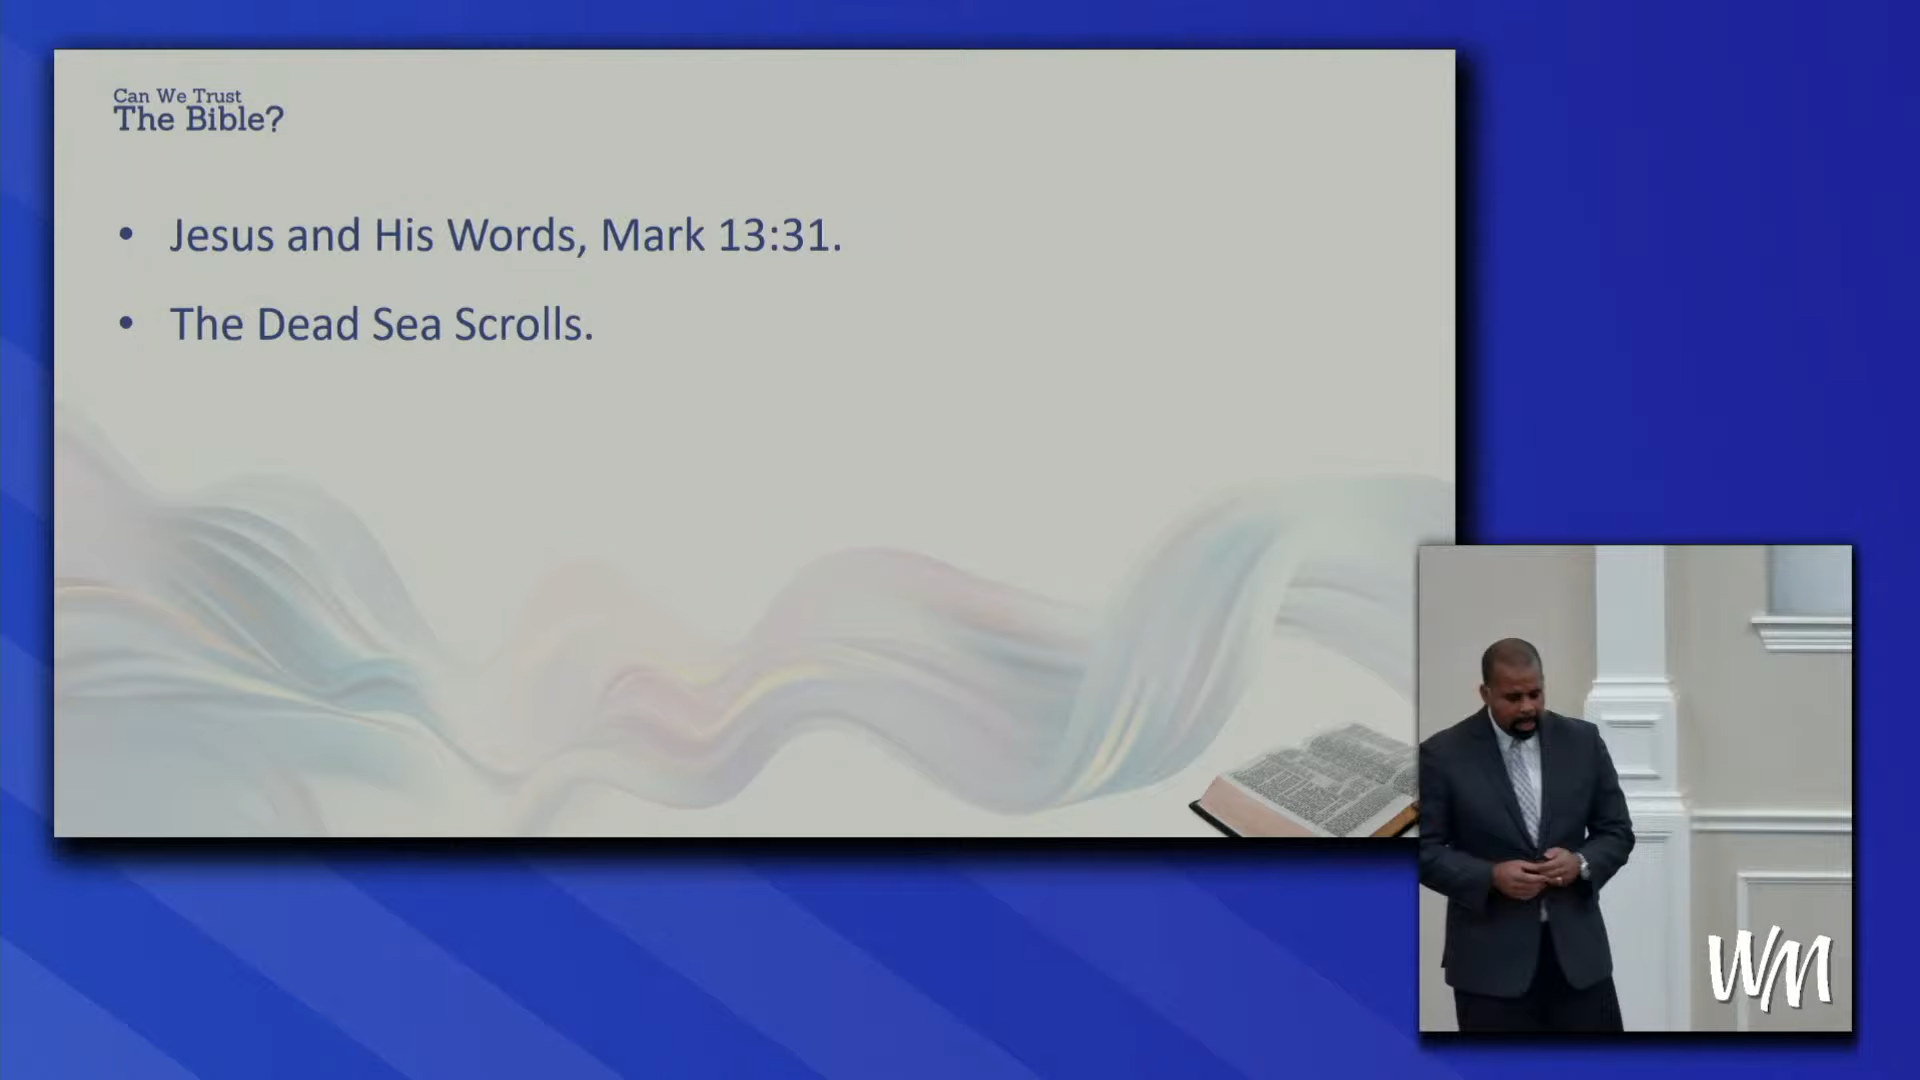 Can We Trust
The Bible?
• Jesus and His Words, Mark 13:31.
• The Dead Sea Scrolls.
WM